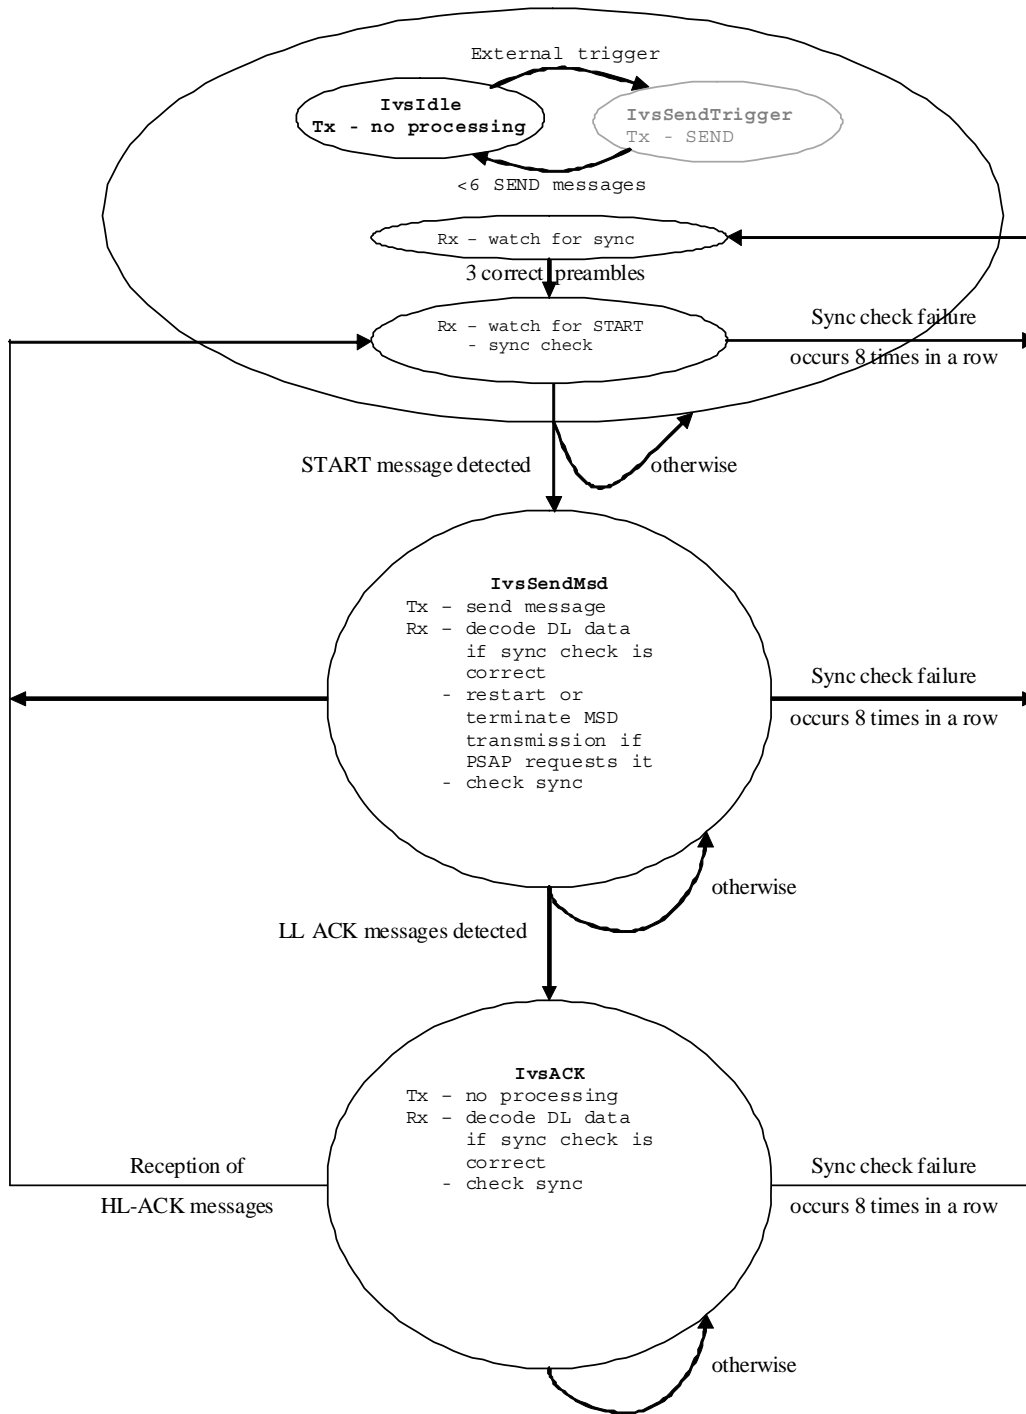 External trigger
IvsIdle
Tx - no processing
IvsSendTrigger
Tx - SEND
<6 SEND messages
Rx – watch for sync
3 correct preambles
Rx – watch for START
- sync check
Sync check failure
occurs 8 times in a row
START message detected
otherwise
IvsSendMsd
Tx – send message
Rx – decode DL data
if sync check is
correct
- restart or
terminate MSD
transmission if
PSAP requests it
- check sync
Sync check failure
occurs 8 times in a row
otherwise
LL ACK messages detected
IvsACK
Tx – no processing
Rx – decode DL data
if sync check is
correct
- check sync
Reception of
HL-ACK messages
Sync check failure
occurs 8 times in a row
otherwise